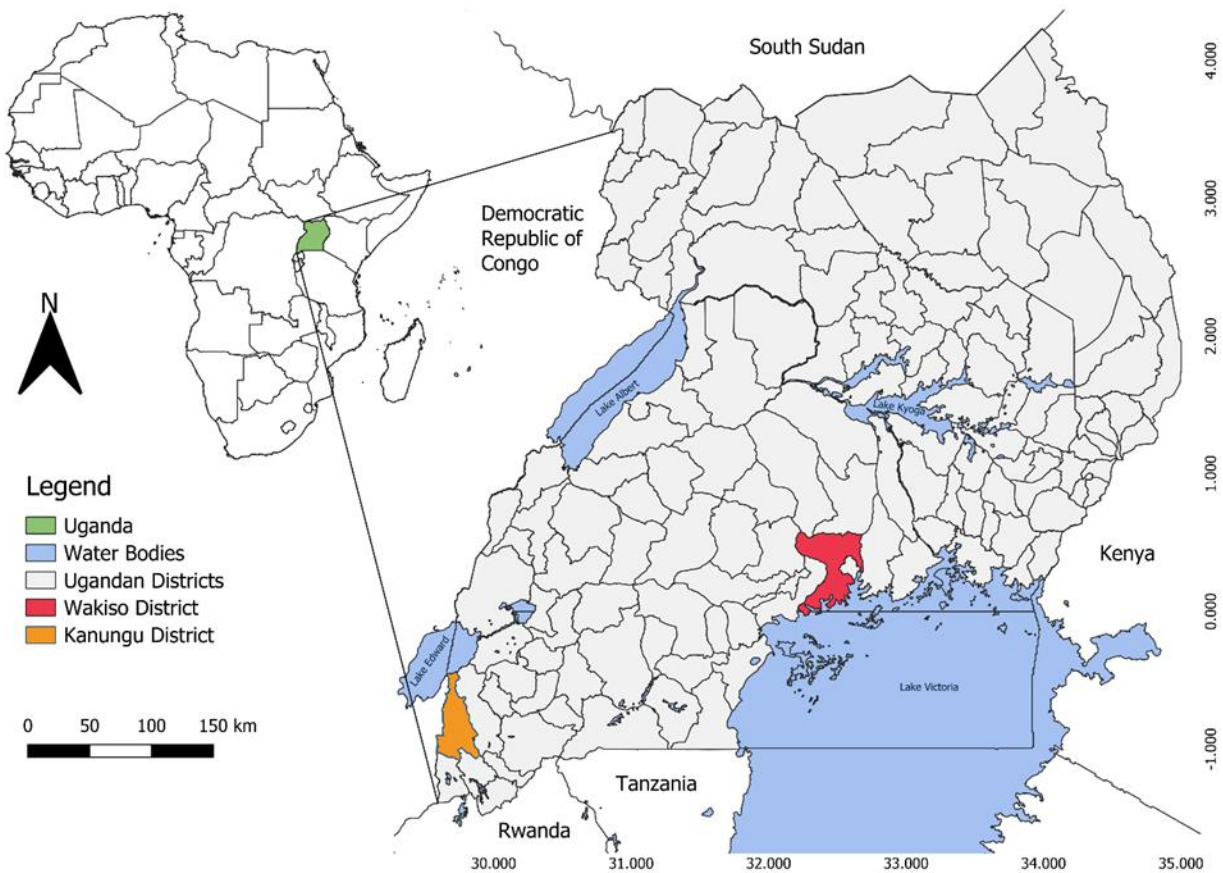 South Sudan
Democratic
Republic of
Congo
N
Lake Albert
Lake Kyoga
Legend
Uganda
Water Bodies
Ugandan Districts
Wakiso District
Kanungu District
Kenya
Lake Edward
Lake Victoria
0 50 100 150 km
Tanzania
Rwanda
4.000
3.000
2.000
1.000
0.000
-1.000
30.000 31.000 32.000 33.000 34.000 35.000